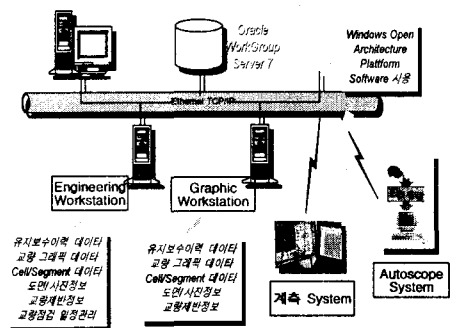 Oracle
WorkGroup
Server 7
Windows Open
Architecture
Plattform
Software 사용
Ethernet TCP/IP
Engineering
Workstation
Graphic
Workstation
유지보수이력 데이타
교량 그래픽 데이타
Cell/Segment 데이타
도면/사진정보
교량제반정보
교량점검 일정관리
유지보수이력 데이타
교량 그래픽 데이타
Cell/Segment 데이타
도면/사진정보
교량제반정보
계측 System
Autoscope
System